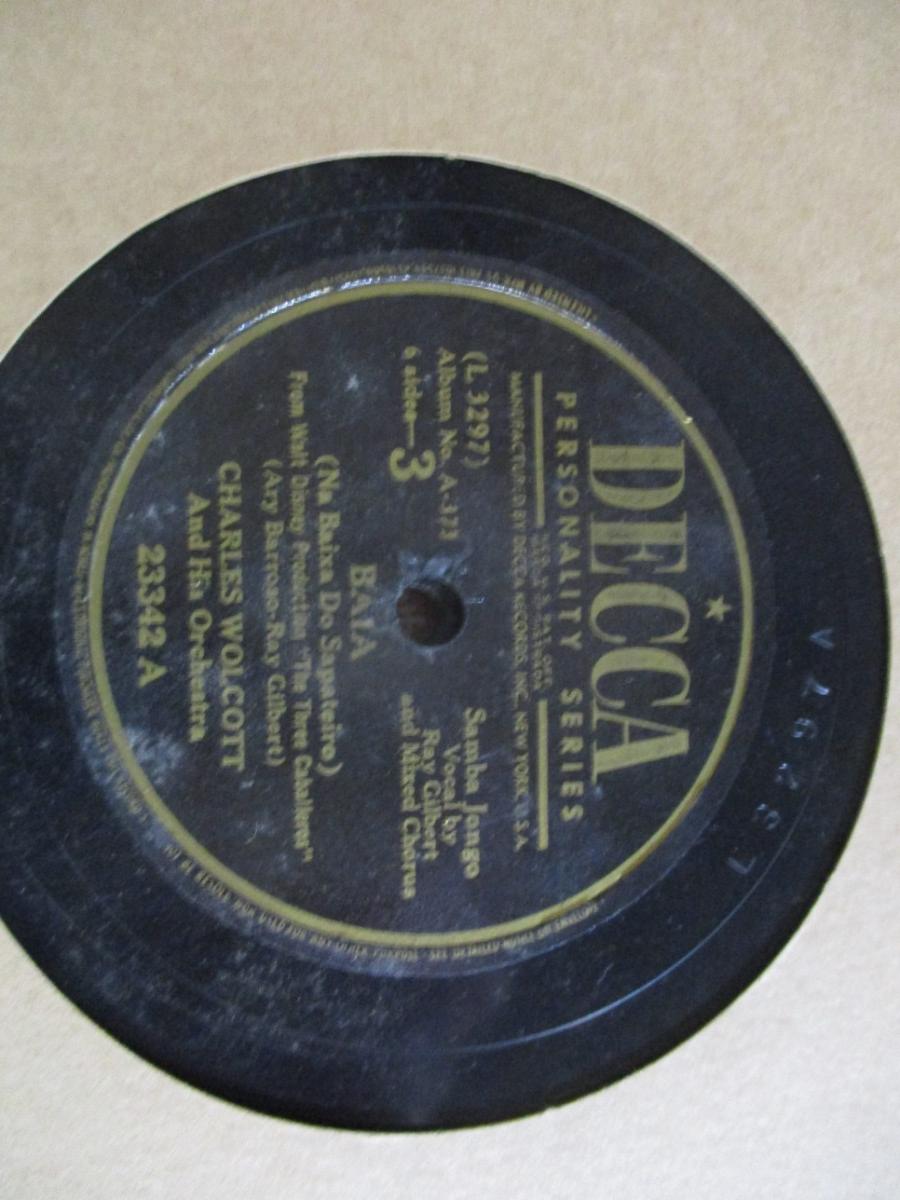 DECCA
PERSONALITY SERIES
MANUFACTURED BY DECCA RECORDS, INC., NEW YORK, U.S.A.
(L 3297)
Album No. A-373
6 sides—3
Samba Jongo
Vocal by
Ray Gilbert
and Mixed Chorus
BAIA
(Na Baixa Do Sapateiro)
From Walt Disney Production "The Three Caballeros"
(Ary Barroso-Ray Gilbert)
CHARLES WOLCOTT
And His Orchestra
23342 A
L 3297